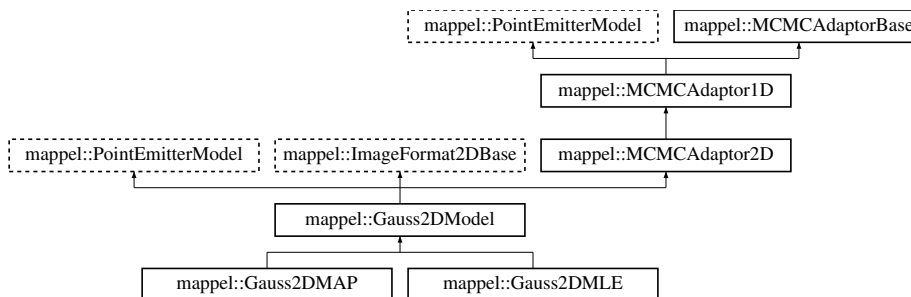 mappel::PointEmitterModel mappel::MCMCAdaptorBase
mappel::MCMCAdaptor1D
mappel::PointEmitterModel mappel::ImageFormat2DBase mappel::MCMCAdaptor2D
mappel::Gauss2DModel
mappel::Gauss2DMAP mappel::Gauss2DMLE